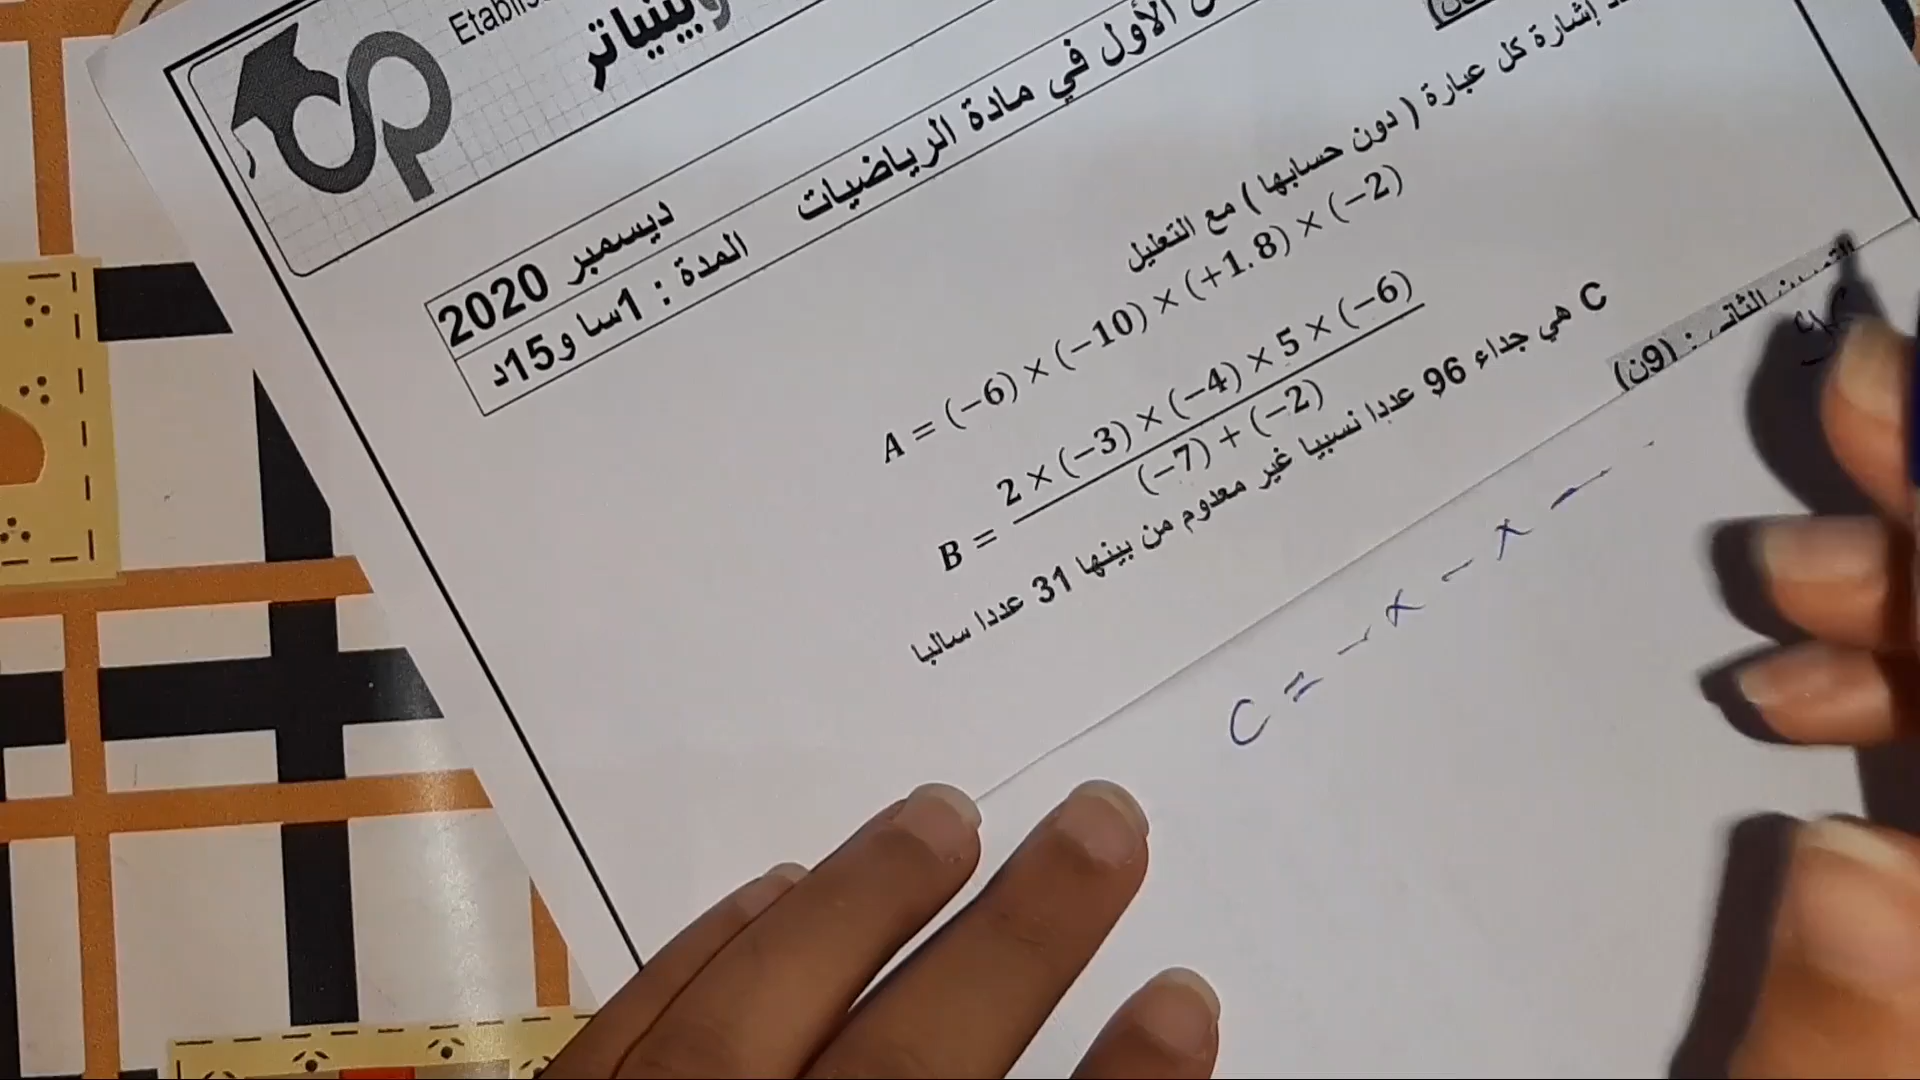 الأول في مادة الرياضيات
ديسمبر 2020
المدة : 1سا و15د
إشارة كل عبارة ( دون حسابها ) مع التعليل
A = (−6) × (−10) × (+1.8) × (−2)
B = 2 × (−3) × (−4) × 5 × (−6)
(−7) + (−2)
C هي جداء 96 عددا نسبيا غير معدوم من بينها 31 عددا سالبا
الثاني : (9ن)
C = − × − × −